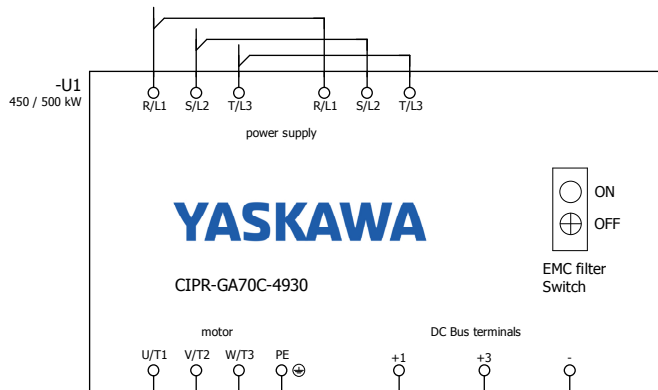 -U1
450 / 500 kW
R/L1 S/L2 T/L3 R/L1 S/L2 T/L3
power supply
ON
OFF
YASKAWA
EMC filter
Switch
CIPR-GA70C-4930
motor DC Bus terminals
U/T1 V/T2 W/T3 PE +1 +3 -